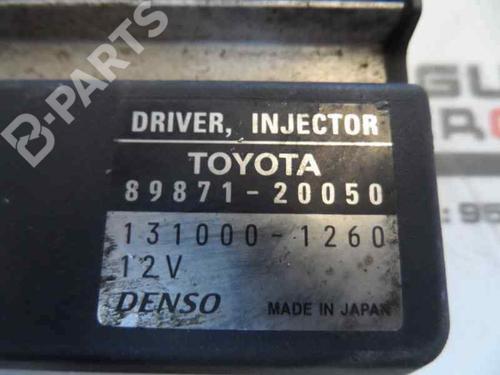 B-PARTS
DRIVER, INJECTOR
TOYOTA
89871-20050
131000-1260
12V
DENSO
MADE IN JAPAN